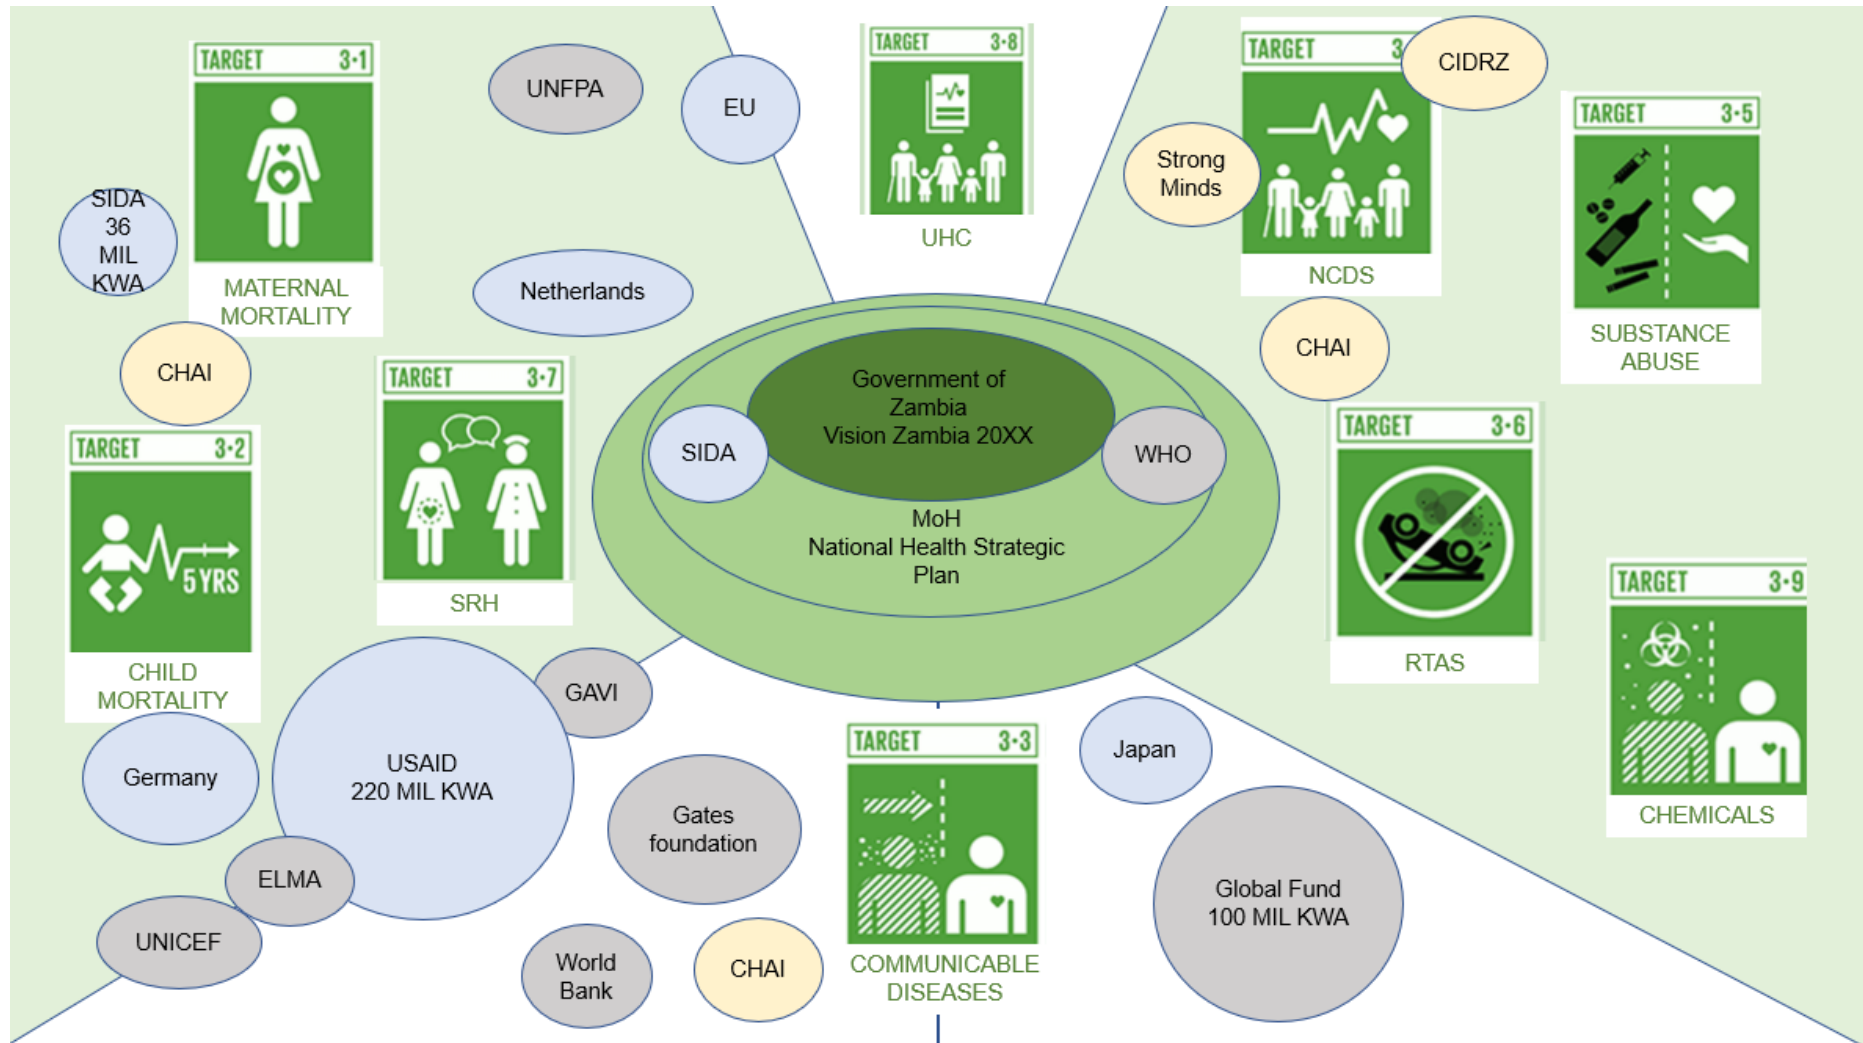 TARGET 3·1
MATERNAL
MORTALITY
UNFPA
EU
SIDA
36
MIL
KWA
Netherlands
CHAI
TARGET 3·7
SRH
TARGET 3·2
5 YRS
CHILD
MORTALITY
Germany
USAID
220 MIL KWA
GAVI
ELMA
UNICEF
TARGET 3·8
UHC
Government of
Zambia
Vision Zambia 20XX
SIDA
WHO
MoH
National Health Strategic
Plan
TARGET 3
CIDRZ
Strong
Minds
NCDS
CHAI
TARGET 3·5
SUBSTANCE
ABUSE
TARGET 3·6
RTAS
TARGET 3·9
CHEMICALS
Gates
foundation
World
Bank
CHAI
TARGET 3·3
COMMUNICABLE
DISEASES
Japan
Global Fund
100 MIL KWA